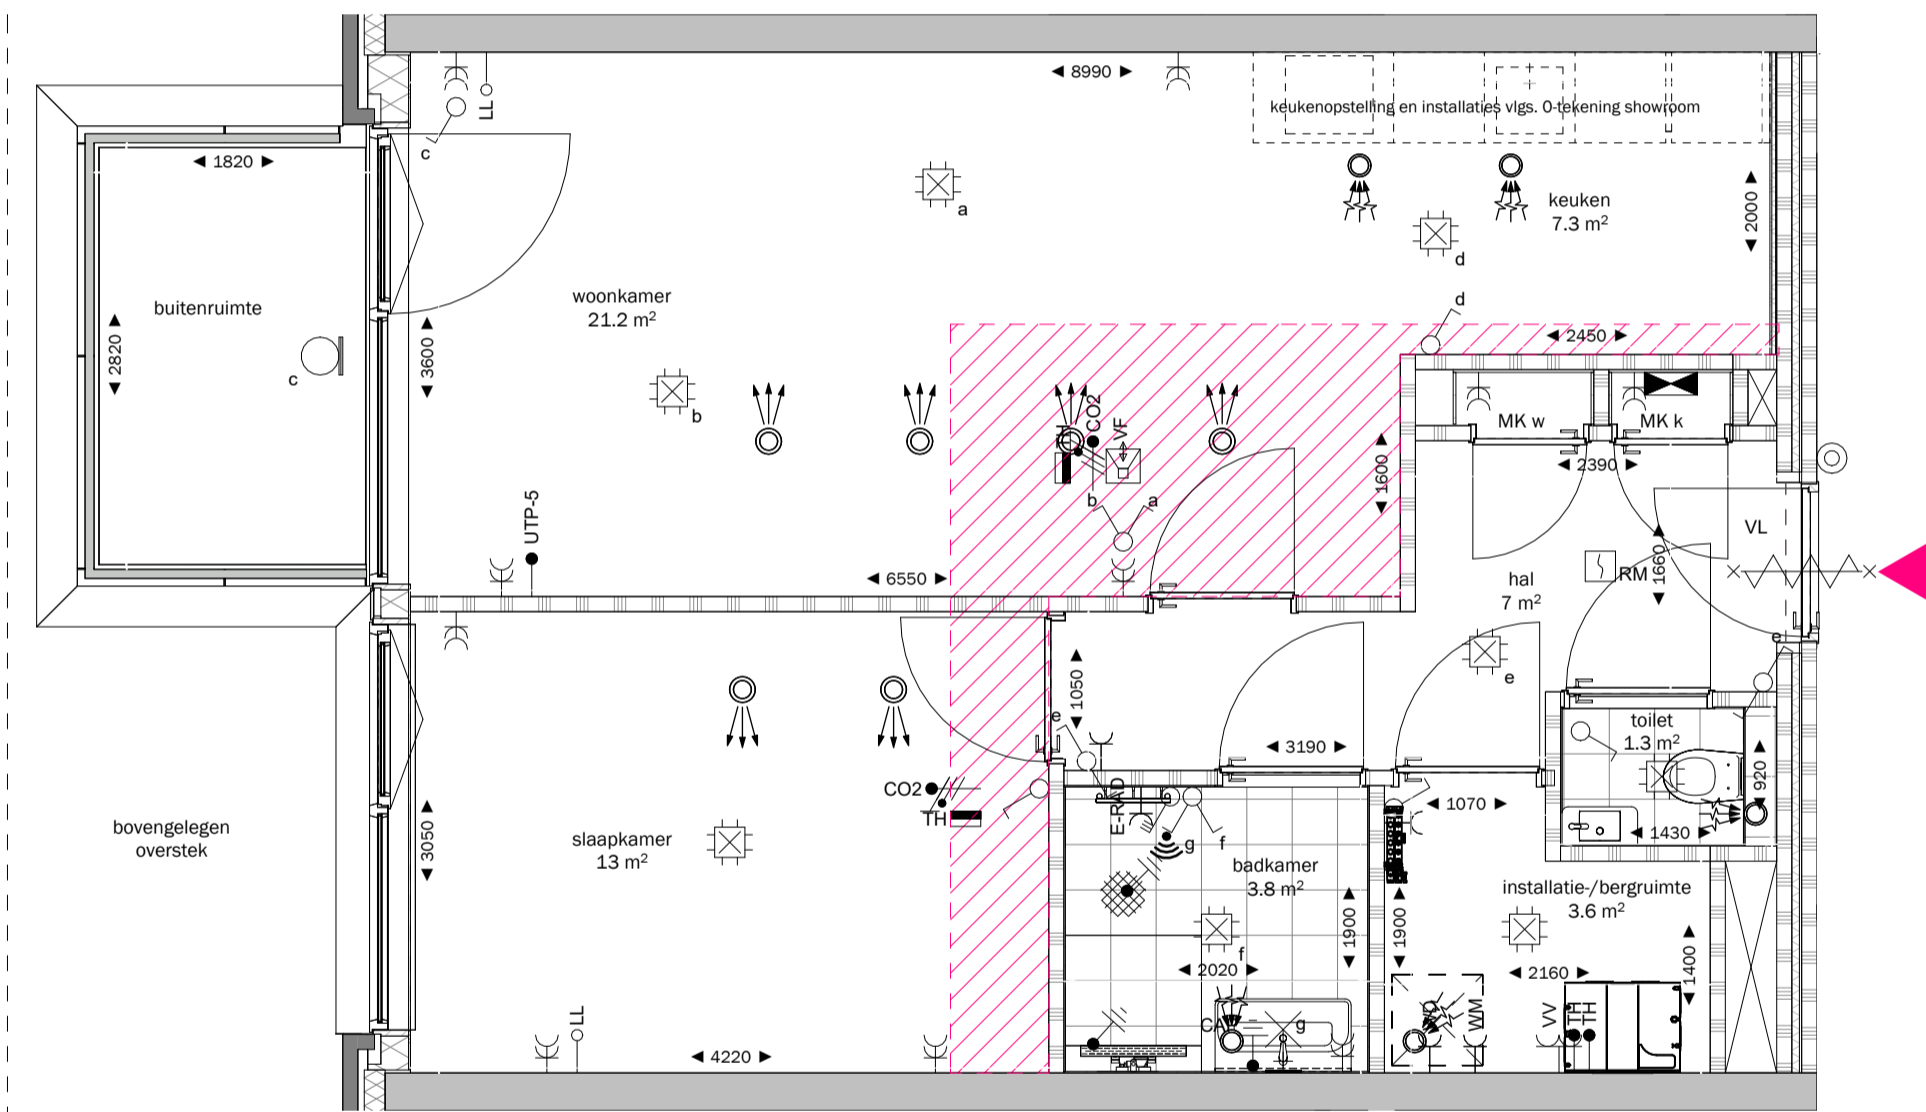 8990
LL
c
keukenopstelling en installaties vlgs. 0-tekening showroom
1820
a
keuken
7.3 m²
2000
d
buitenruimte
woonkamer
21.2 m²
2820
3600
c
b
d
2450
CO2
VF
TH
MK w
MK k
1600
2390
b
a
UTP-5
6550
VL
hal
7 m²
RM
1660
e
e
1050
e
3190
toilet
1.3 m²
920
1430
CO2
TH
E-RAD
1070
g
f
bovengelegen
overstek
3050
slaapkamer
13 m²
badkamer
3.8 m²
installatie-/bergruimte
3.6 m²
1900
1900
f
2020
2160
1400
LL
CA
g
WM
VV
TH
TH
4220